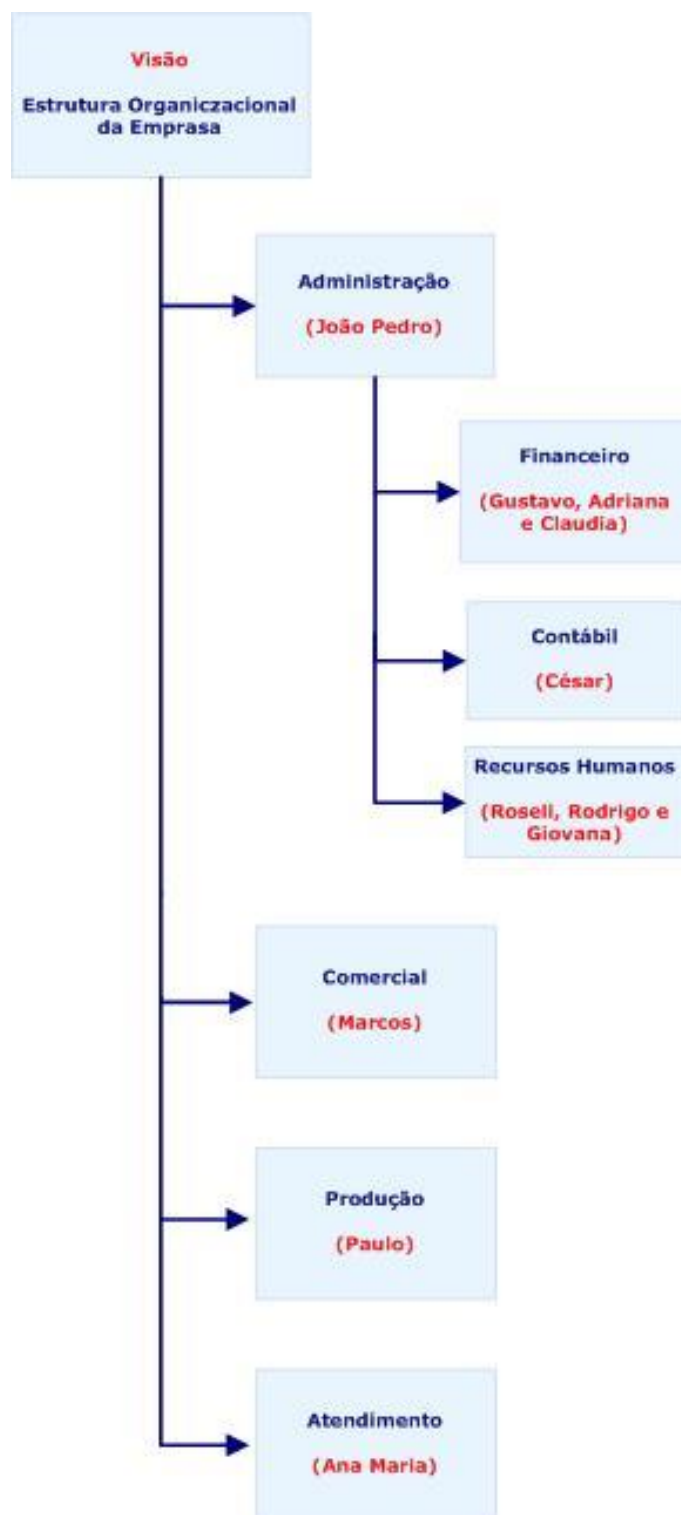 Visão
Estrutura Organiczacional
da Emprasa
Administração
(João Pedro)
Financeiro
(Gustavo, Adriana
e Claudia)
Contábil
(César)
Recursos Humanos
(Roseli, Rodrigo e
Giovana)
Comercial
(Marcos)
Produção
(Paulo)
Atendimento
(Ana Maria)